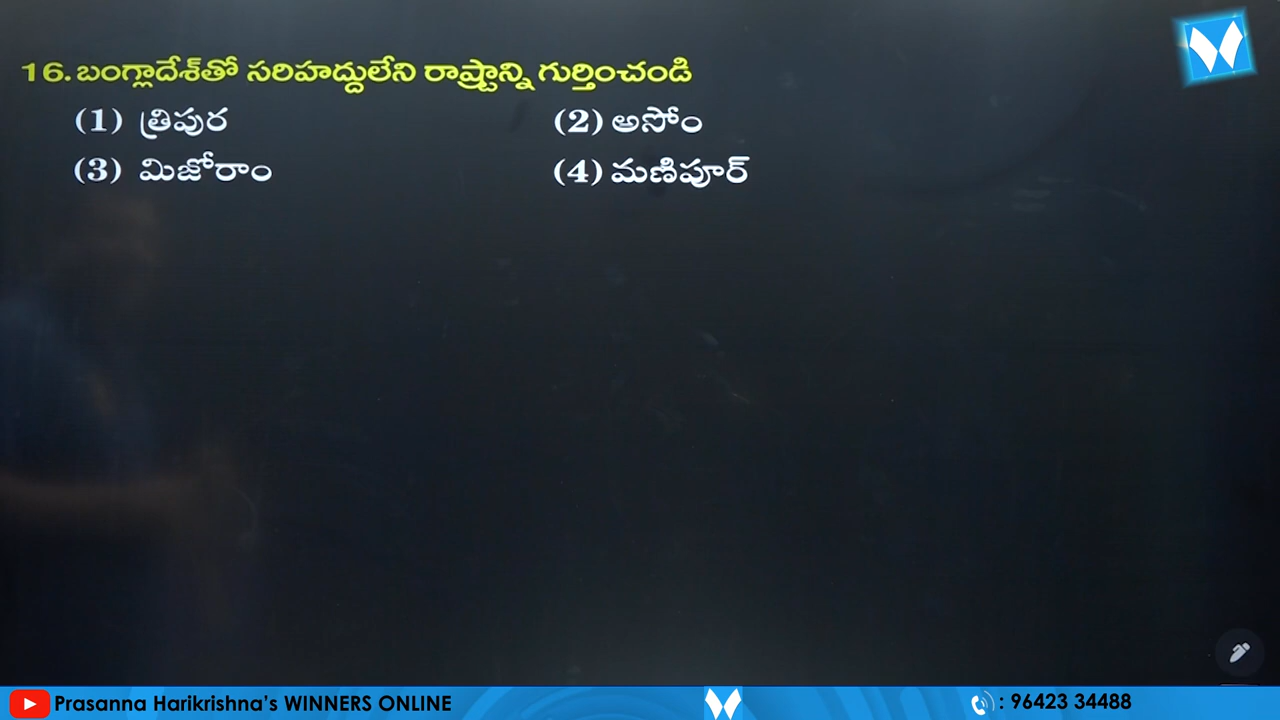 16. బంగ్లాదేశ్‌తో సరిహద్దులేని రాష్ట్రాన్ని గుర్తించండి
(1) త్రిపుర (2) అసోం
(3) మిజోరాం (4) మణిపూర్
Prasanna Harikrishna's WINNERS ONLINE : 96423 34488